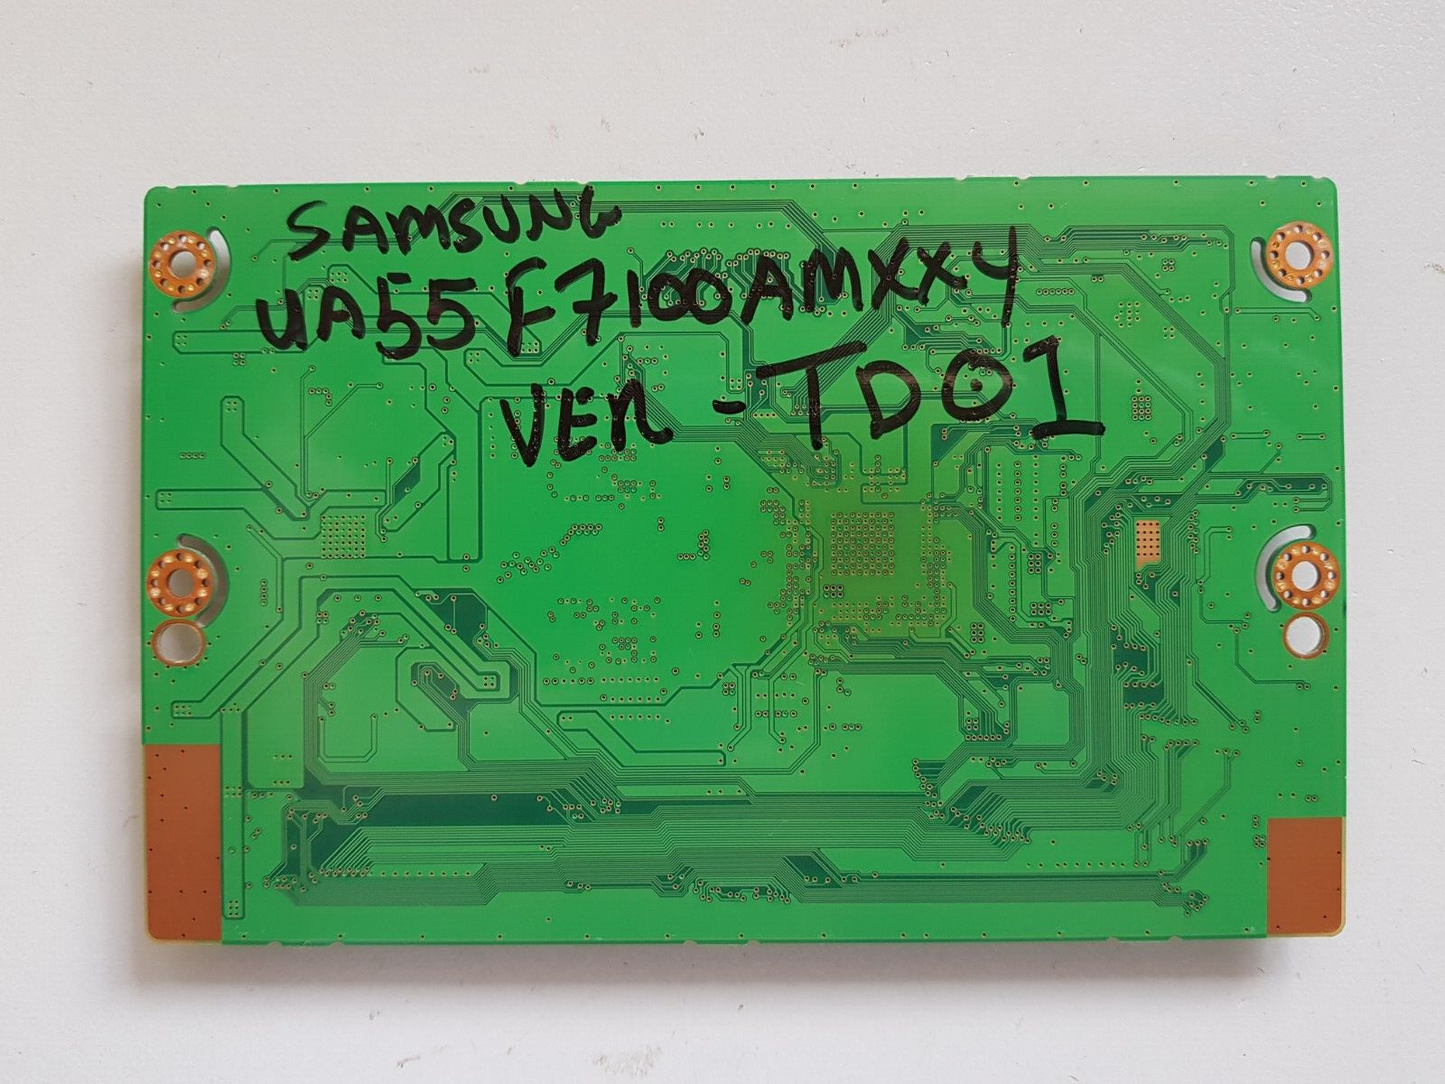 SAMSUNG
UA55F7100AMXXY
VER - TD01